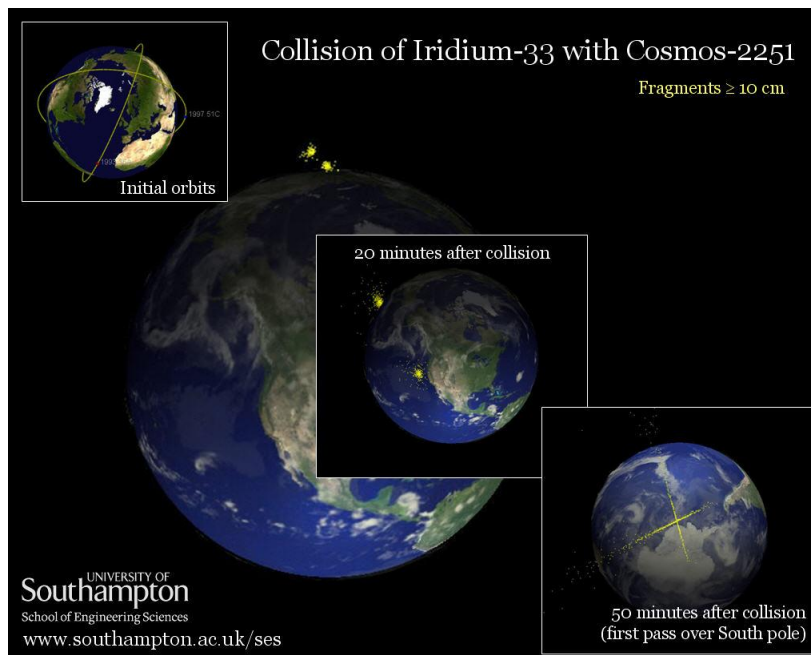 Collision of Iridium-33 with Cosmos-2251
Fragments ≥ 10 cm
1997 51C
Initial orbits
20 minutes after collision
50 minutes after collision
(first pass over South pole)
UNIVERSITY OF
Southampton
School of Engineering Sciences
www.southampton.ac.uk/ses